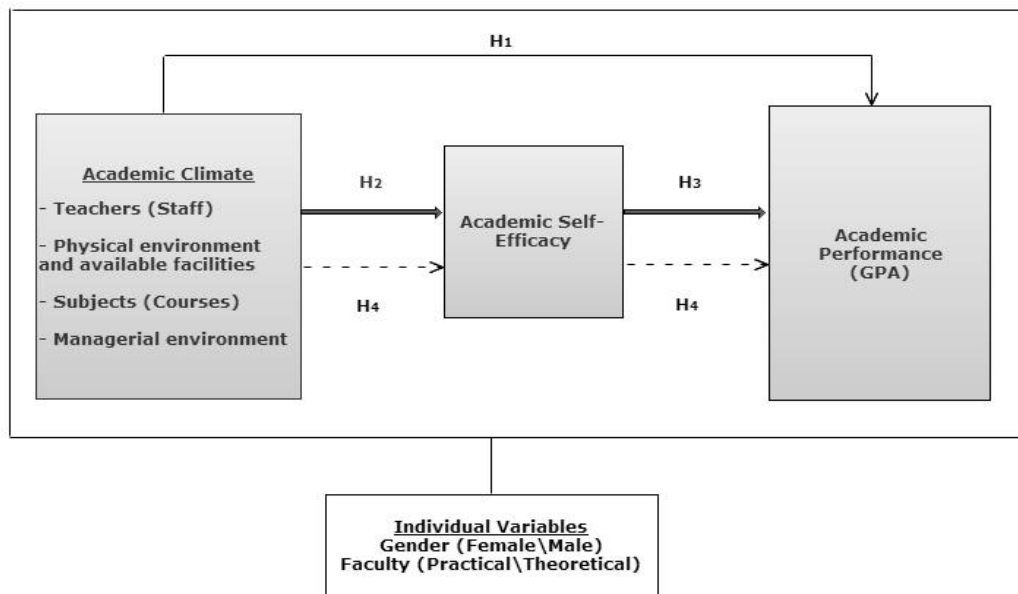 H1
Academic Climate
- Teachers (Staff)
- Physical environment
and available facilities
- Subjects (Courses)
- Managerial environment
H2
H4
Academic Self-
Efficacy
H3
H4
Academic
Performance
(GPA)
Individual Variables
Gender (Female\Male)
Faculty (Practical\Theoretical)